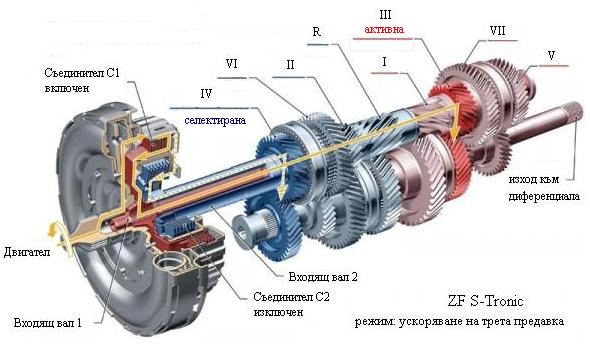 III
активна
VII
R
V
VI
II
I
Съединител C1
включен
IV
селектирана
изход към
диференциала
Двигател
Входящ вал 2
Съединител C2
изключен
Входящ вал 1
ZF S-Tronic
режим: ускоряване на трета предавка